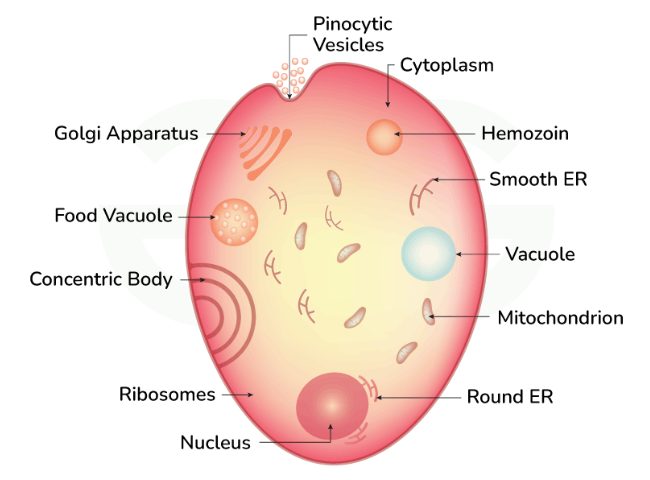 Pinocytic
Vesicles
Cytoplasm
Golgi Apparatus
Hemozoin
Smooth ER
Food Vacuole
Vacuole
Concentric Body
Mitochondrion
Ribosomes
Round ER
Nucleus